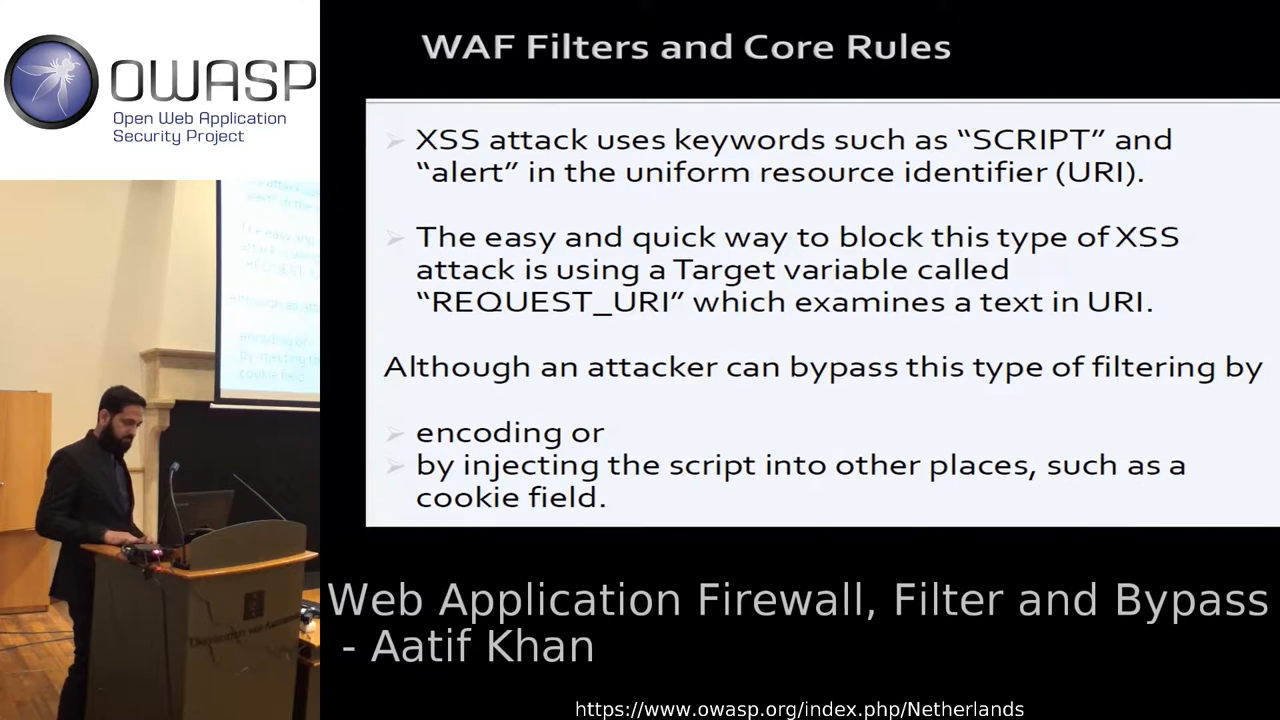 OWASP
Open Web Application
Security Project
WAF Filters and Core Rules
XSS attack uses keywords such as “SCRIPT” and
“alert” in the uniform resource identifier (URI).
The easy and quick way to block this type of XSS
attack is using a Target variable called
“REQUEST_URI” which examines a text in URI.
Although an attacker can bypass this type of filtering by
encoding or
by injecting the script into other places, such as a
cookie field.
Web Application Firewall, Filter and Bypass
- Aatif Khan
https://www.owasp.org/index.php/Netherlands